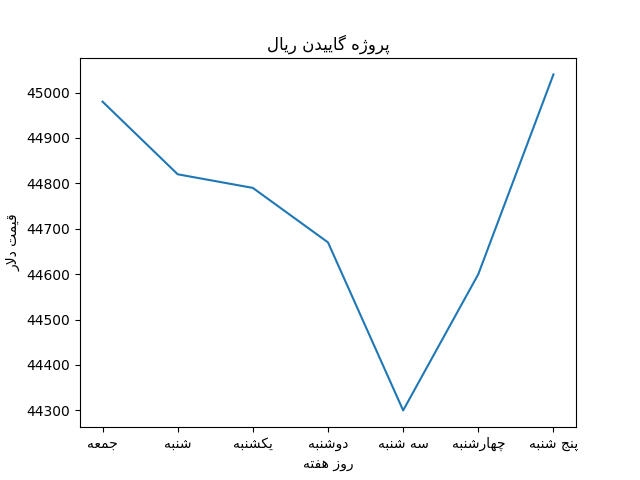 پروژه گاییدن ریال
قیمت دلار
45000
44900
44800
44700
44600
44500
44400
44300
جمعه
شنبه
یکشنبه
دوشنبه
سه شنبه
چهارشنبه
پنج شنبه
روز هفته